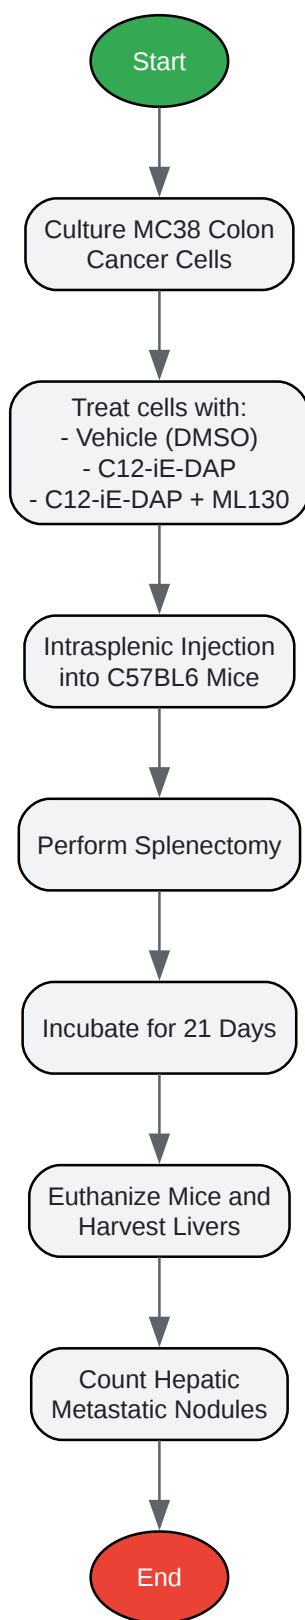 Start
Culture MC38 Colon
Cancer Cells
Treat cells with:
- Vehicle (DMSO)
- C12-iE-DAP
- C12-iE-DAP + ML130
Intrasplenic Injection
into C57BL6 Mice
Perform Splenectomy
Incubate for 21 Days
Euthanize Mice and
Harvest Livers
Count Hepatic
Metastatic Nodules
End